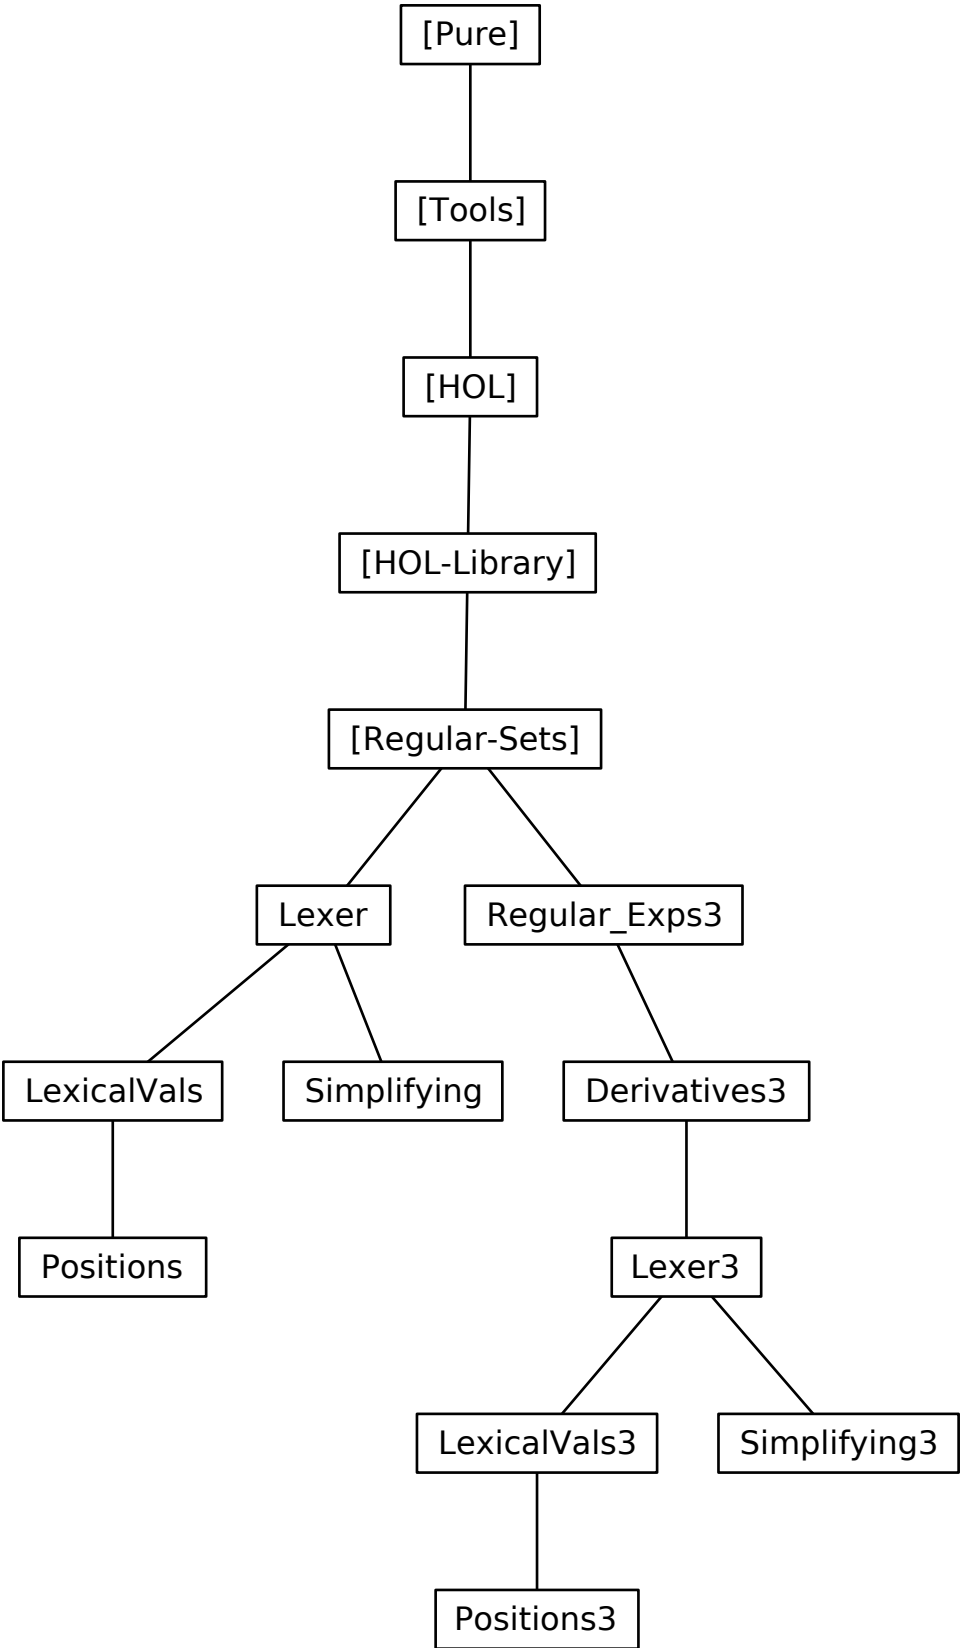 [Pure]
[Tools]
[HOL]
[HOL-Library]
[Regular-Sets]
Lexer
Regular_Exps3
LexicalVals
Simplifying
Derivatives3
Positions
Lexer3
LexicalVals3
Simplifying3
Positions3